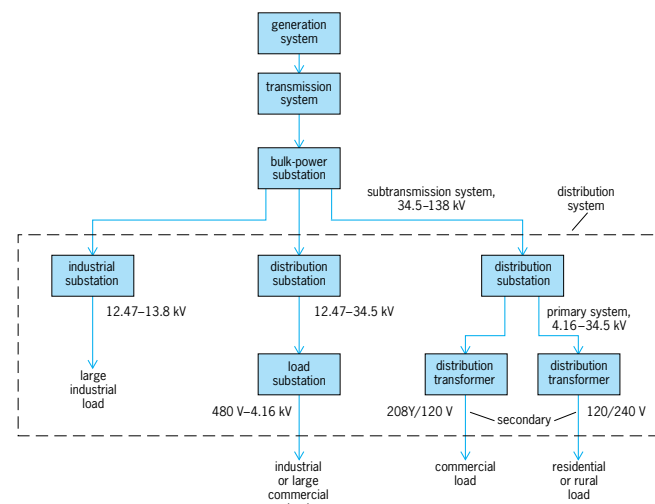 generation
system
transmission
system
bulk-power
substation
subtransmission system,
34.5–138 kV
distribution
system
industrial
substation
distribution
substation
distribution
substation
12.47–13.8 kV
12.47–34.5 kV
primary system,
4.16–34.5 kV
large
industrial
load
load
substation
distribution
transformer
distribution
transformer
480 V–4.16 kV
208Y/120 V
secondary
120/240 V
industrial
or large
commercial
commercial
load
residential
or rural
load